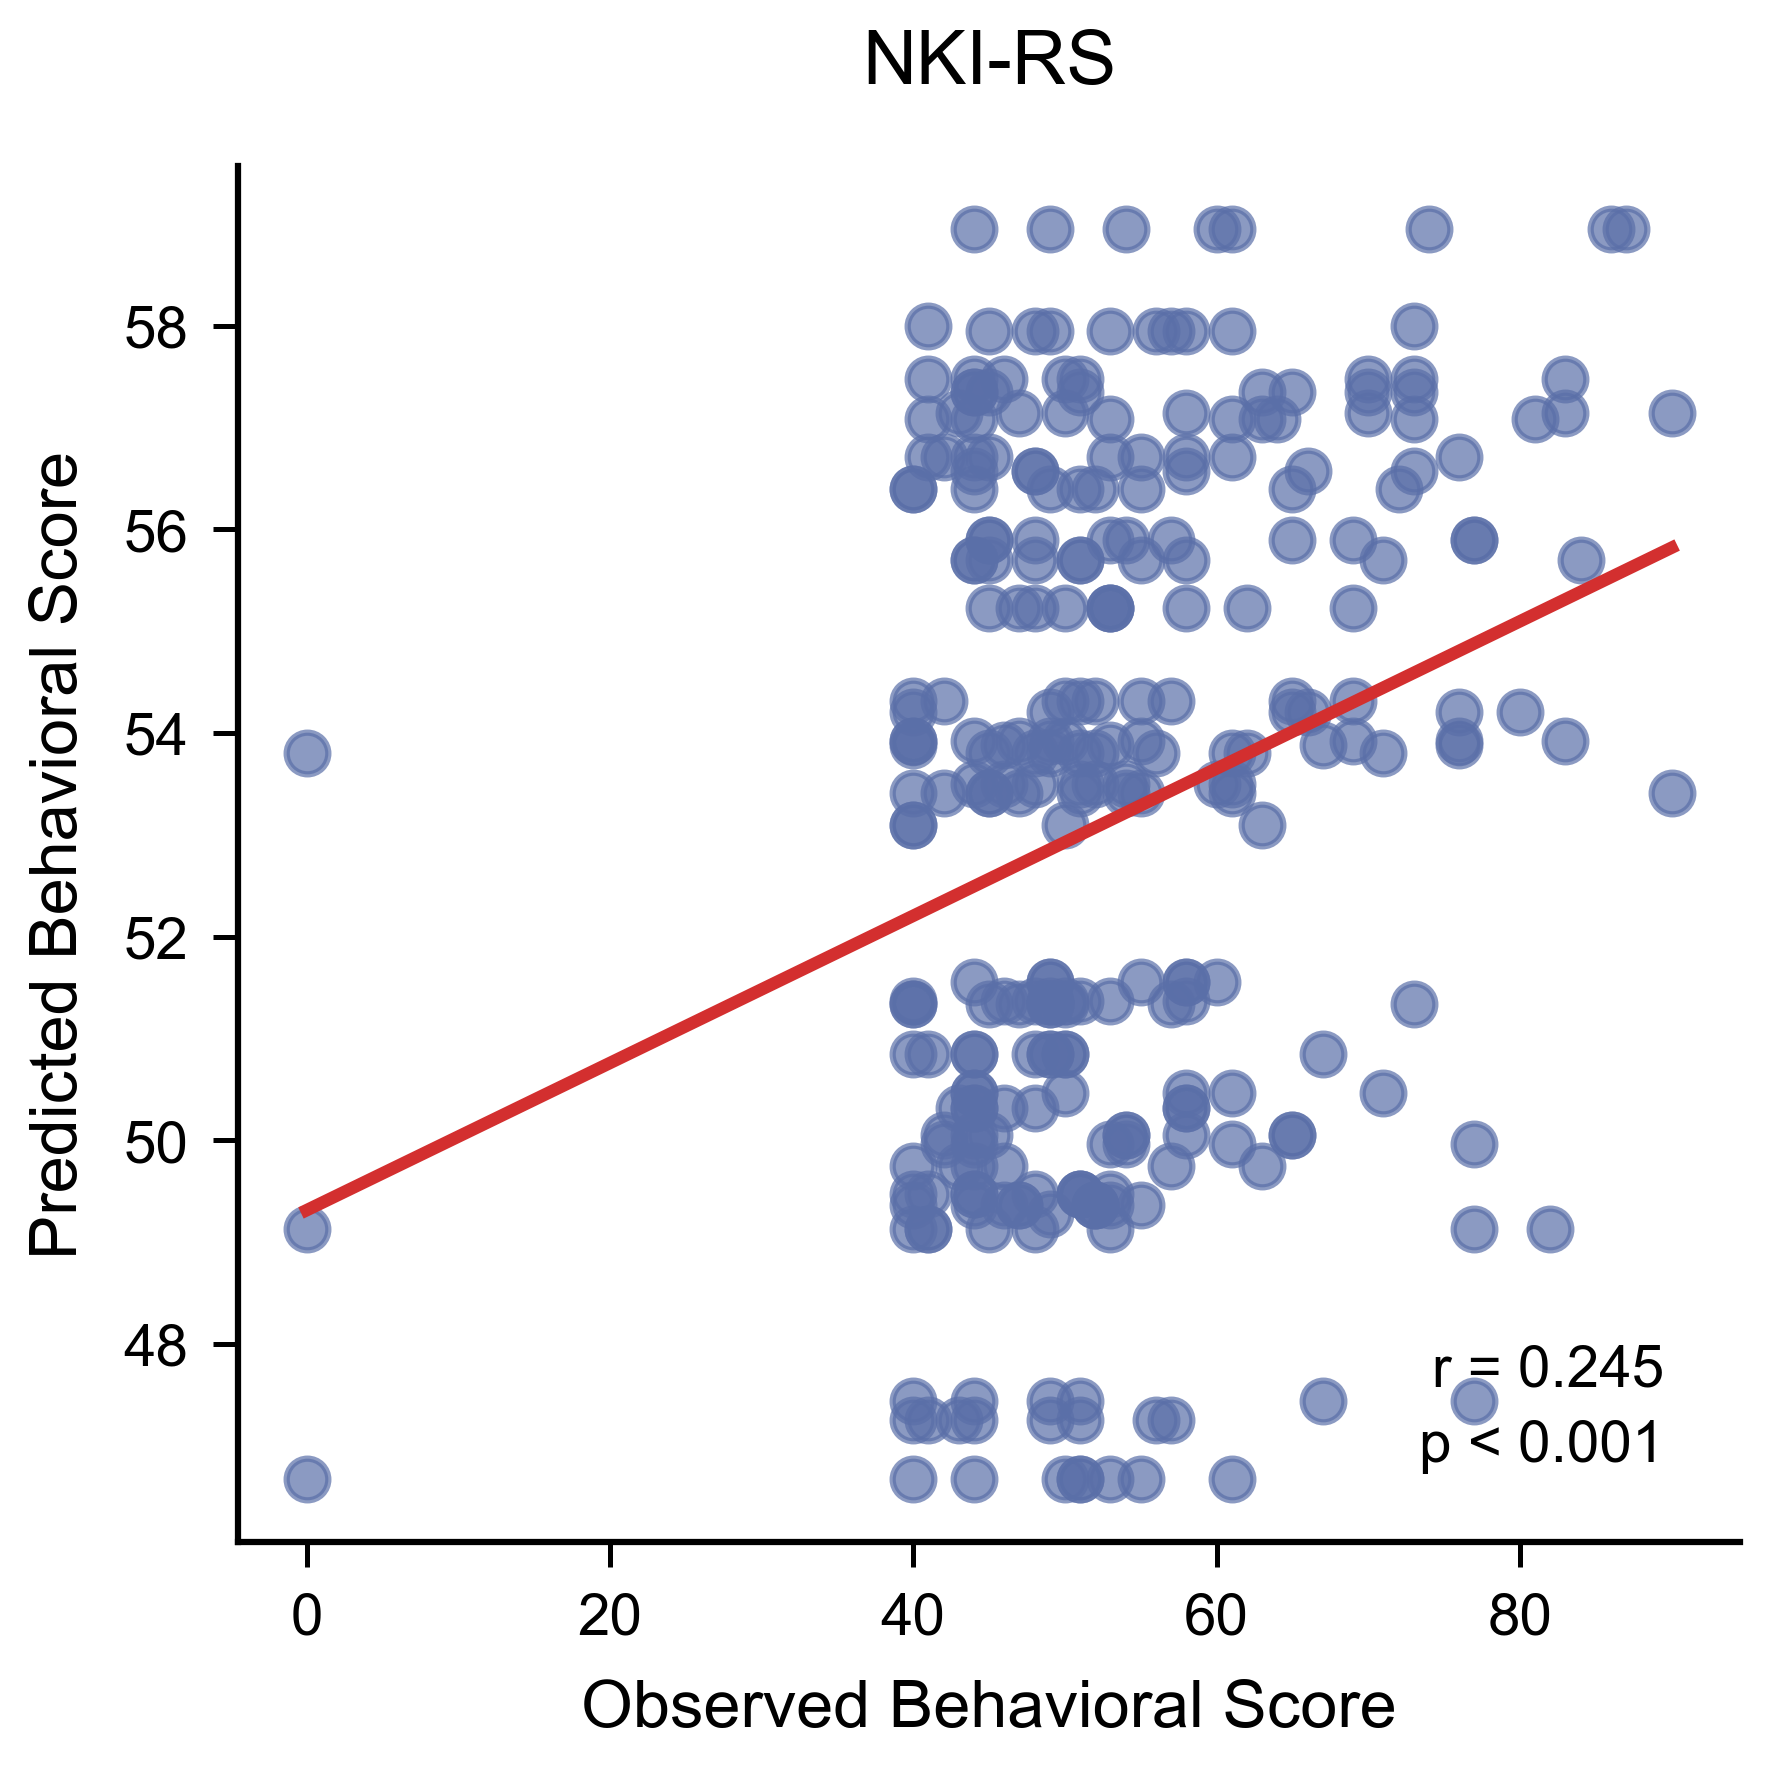 NKI-RS
Predicted Behavioral Score
58
56
54
52
50
48
r = 0.245
p < 0.001
0 20 40 60 80
Observed Behavioral Score